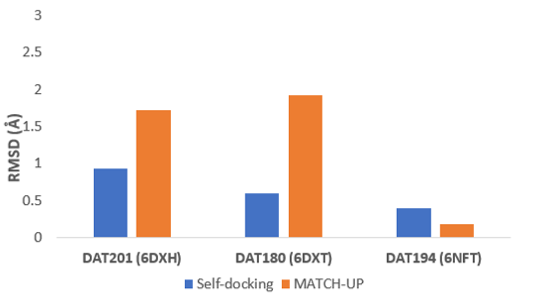 3
2.5
2
1.5
1
0.5
0
RMSD (Å)
DAT201 (6DXH) DAT180 (6DXT) DAT194 (6NFT)
Self-docking MATCH-UP